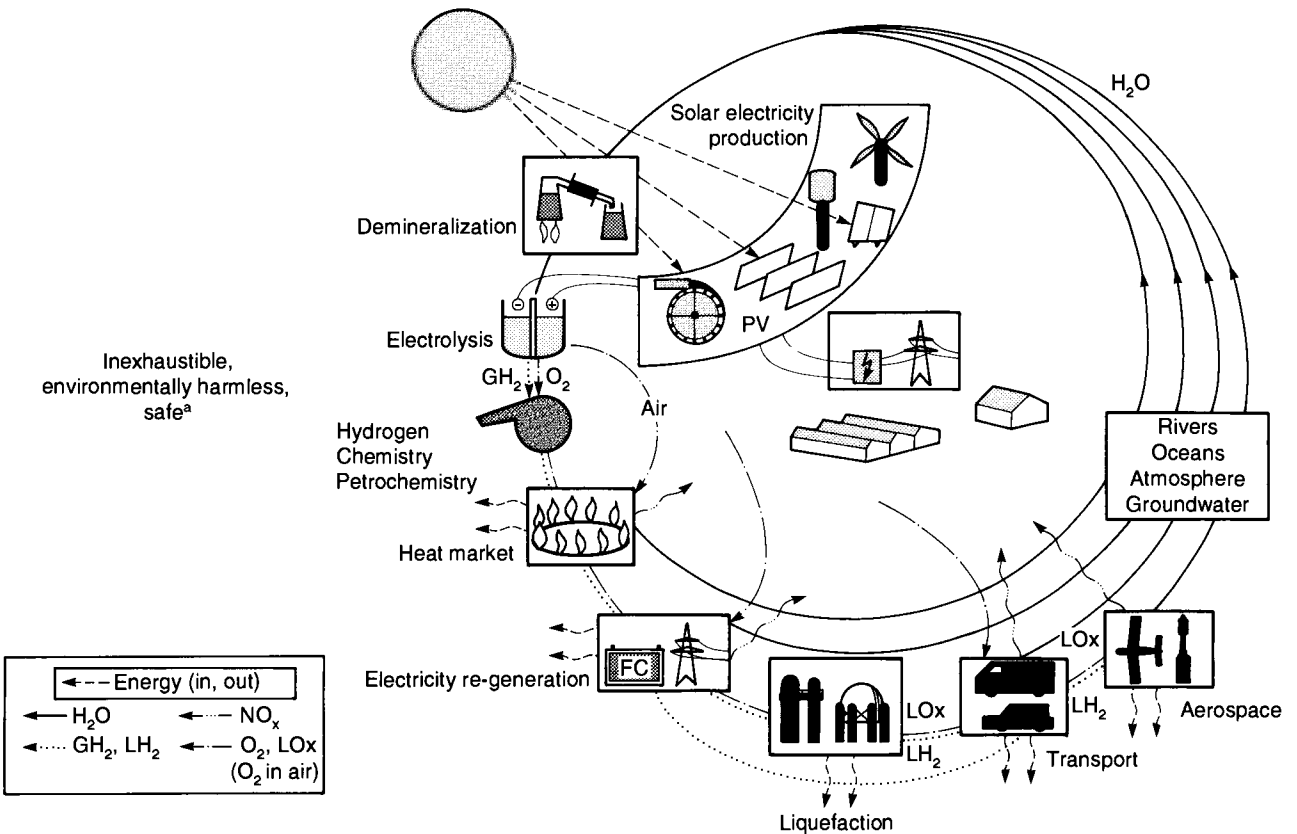 H₂O
Solar electricity
production
Demineralization
PV
⊖ ⊕
Electrolysis
GH₂ O₂
Air
Inexhaustible,
environmentally harmless,
safeᵃ
Hydrogen
Chemistry
Petrochemistry
Heat market
Rivers
Oceans
Atmosphere
Groundwater
FC
Electricity re-generation
LOx
LH₂
Liquefaction
LOx
LH₂
Transport
Aerospace
Energy (in, out)
H₂O
NOₓ
GH₂, LH₂
O₂, LOx
(O₂ in air)